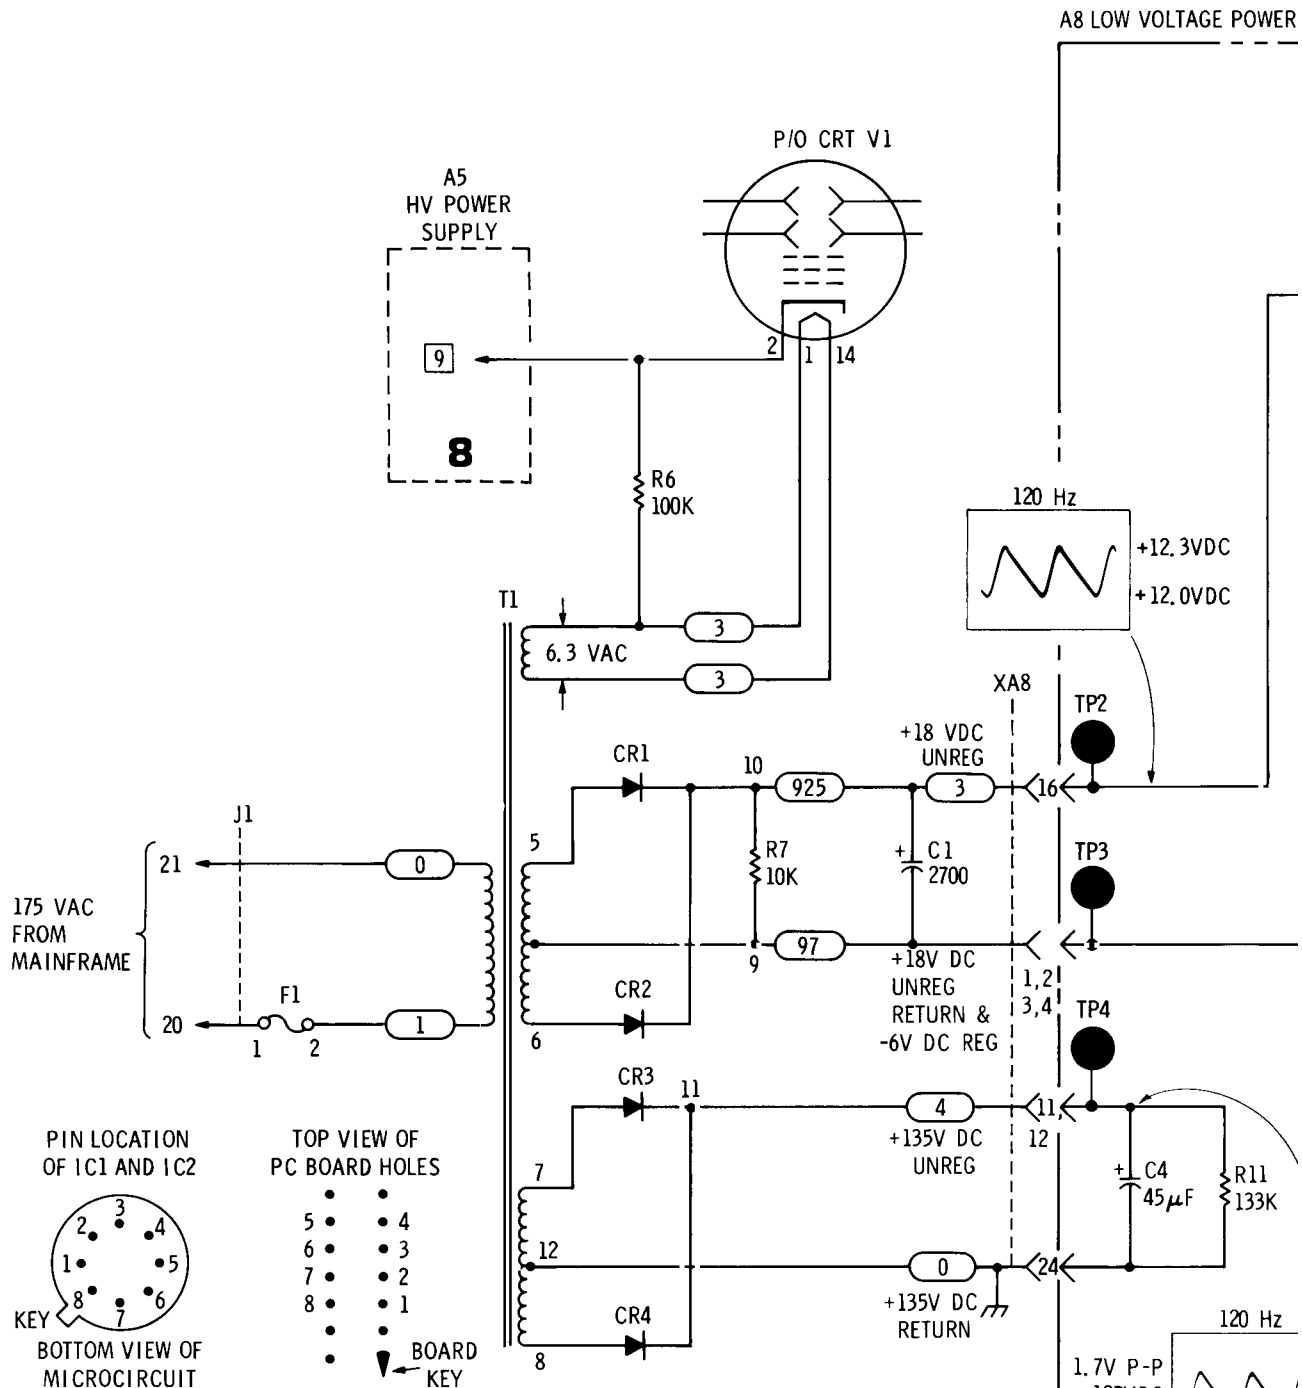 A8 LOW VOLTAGE POWER
P/O CRT V1
A5
HV POWER
SUPPLY
9
8
2
1
14
R6
100K
120 Hz
+12.3VDC
+12.0VDC
T1
3
6.3 VAC
3
XA8
TP2
+18 VDC
UNREG
CR1
10
925
3
16
J1
5
R7
10K
+
C1
2700
TP3
21
0
175 VAC
FROM
MAINFRAME
9
97
+18V DC
UNREG
RETURN &
-6V DC REG
1,2
3,4
F1
20
1
2
1
CR2
6
TP4
CR3
11
4
11,
12
+135V DC
UNREG
PIN LOCATION
OF IC1 AND IC2
TOP VIEW OF
PC BOARD HOLES
7
+
C4
45µF
R11
133K
3
2
4
1
5
8
6
7
KEY
5
4
6
3
7
2
8
1
12
0
24
+135V DC
RETURN
CR4
8
BOTTOM VIEW OF
MICROCIRCUIT
BOARD
KEY
120 Hz
1.7V P-P